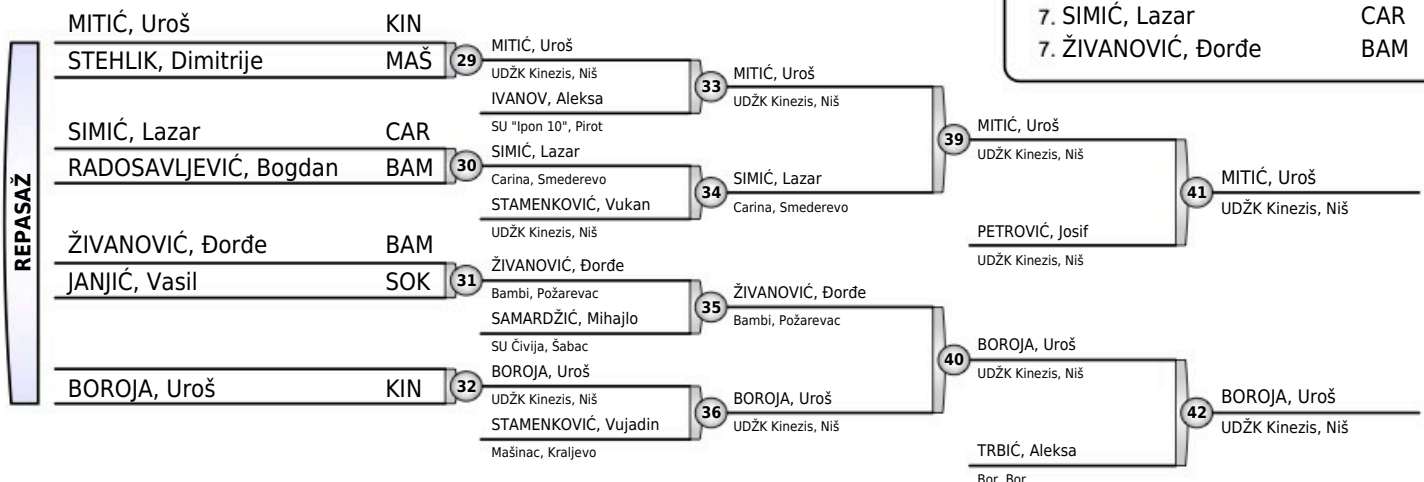 7. SIMIĆ, Lazar CAR
7. ŽIVANOVIĆ, Đorđe BAM
REPASAŽ
MITIĆ, Uroš KIN
STEHLIK, Dimitrije MAŠ
29
SIMIĆ, Lazar CAR
RADOSAVLJEVIĆ, Bogdan BAM
30
ŽIVANOVIĆ, Đorđe BAM
JANJIĆ, Vasil SOK
31
BOROJA, Uroš KIN
32
MITIĆ, Uroš
UDŽK Kinezis, Niš
IVANOV, Aleksa
SU "Ipon 10", Pirot
33
SIMIĆ, Lazar
Carina, Smederevo
STAMENKOVIĆ, Vukan
UDŽK Kinezis, Niš
34
ŽIVANOVIĆ, Đorđe
Bambi, Požarevac
SAMARDŽIĆ, Mihajlo
SU Čivija, Šabac
35
BOROJA, Uroš
UDŽK Kinezis, Niš
STAMENKOVIĆ, Vujadin
Mašinac, Kraljevo
36
MITIĆ, Uroš
UDŽK Kinezis, Niš
SIMIĆ, Lazar
Carina, Smederevo
39
ŽIVANOVIĆ, Đorđe
Bambi, Požarevac
BOROJA, Uroš
UDŽK Kinezis, Niš
40
MITIĆ, Uroš
UDŽK Kinezis, Niš
PETROVIĆ, Josif
UDŽK Kinezis, Niš
41
BOROJA, Uroš
UDŽK Kinezis, Niš
TRBIĆ, Aleksa
Bor, Bor
42
MITIĆ, Uroš
UDŽK Kinezis, Niš
BOROJA, Uroš
UDŽK Kinezis, Niš